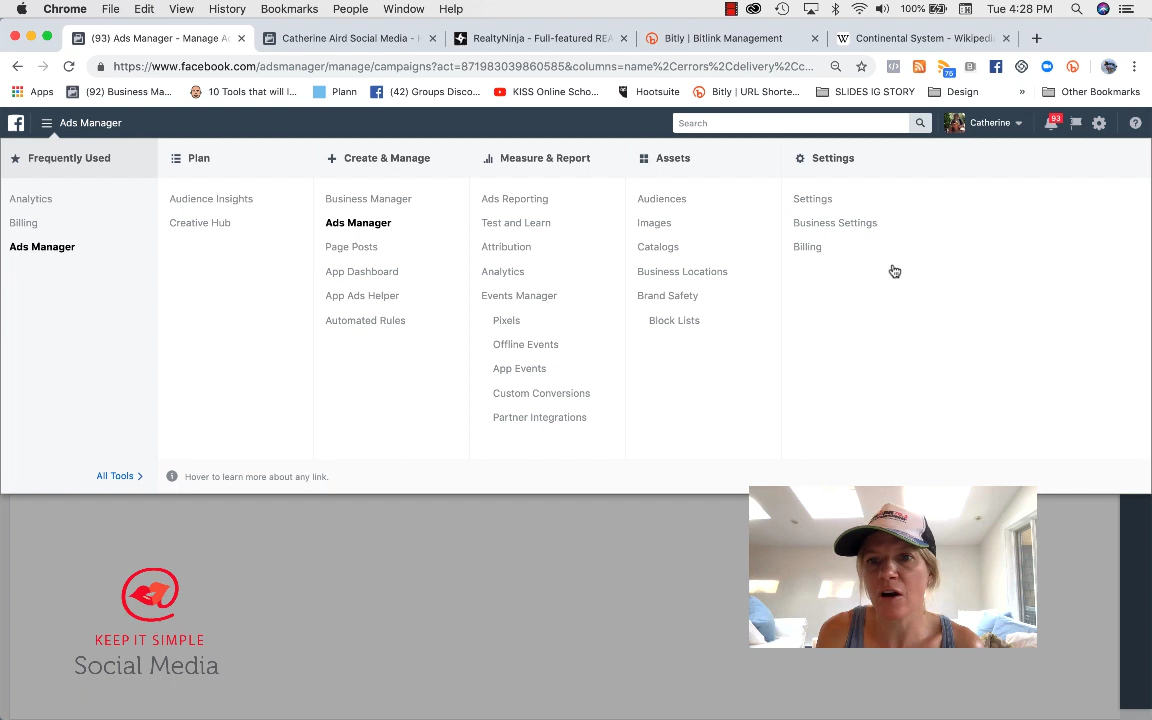 Chrome File Edit View History Bookmarks People Window Help 100% Tue 4:28 PM
(93) Ads Manager - Manage Ad
Catherine Aird Social Media -
RealtyNinja - Full-featured REA
Bitly | Bitlink Management
Continental System - Wikipedi
https://www.facebook.com/adsmanager/manage/campaigns?act=871983039860585&columns=name%2Cerrors%2Cdelivery%2Cc...
76
Apps (92) Business Ma... 10 Tools that will I... Plann (42) Groups Disco... KISS Online Scho... Hootsuite Bitly | URL Shorte... SLIDES IG STORY Design » Other Bookmarks
Ads Manager Search Catherine 93
Frequently Used
Analytics
Billing
Ads Manager
All Tools
Plan
Audience Insights
Creative Hub
Create & Manage
Business Manager
Ads Manager
Page Posts
App Dashboard
App Ads Helper
Automated Rules
Measure & Report
Ads Reporting
Test and Learn
Attribution
Analytics
Events Manager
Pixels
Offline Events
App Events
Custom Conversions
Partner Integrations
Assets
Audiences
Images
Catalogs
Business Locations
Brand Safety
Block Lists
Settings
Settings
Business Settings
Billing
Hover to learn more about any link.
KEEP IT SIMPLE
Social Media